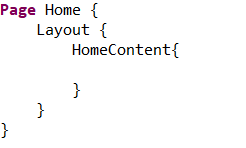 Page Home {
    Layout {
        HomeContent{

        }
    }
}